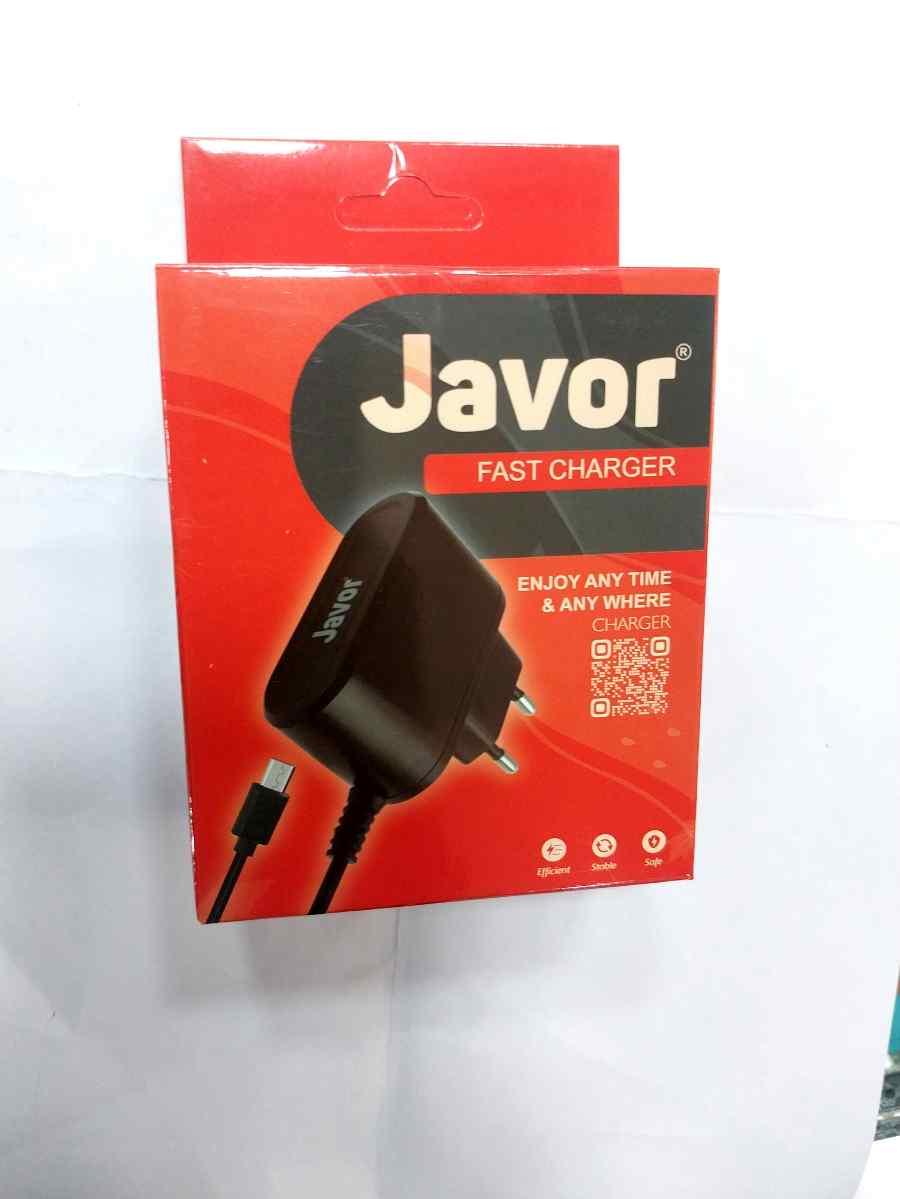 Javor®
FAST CHARGER
Javor
ENJOY ANY TIME
& ANY WHERE
CHARGER
Efficient
Stable
Safe